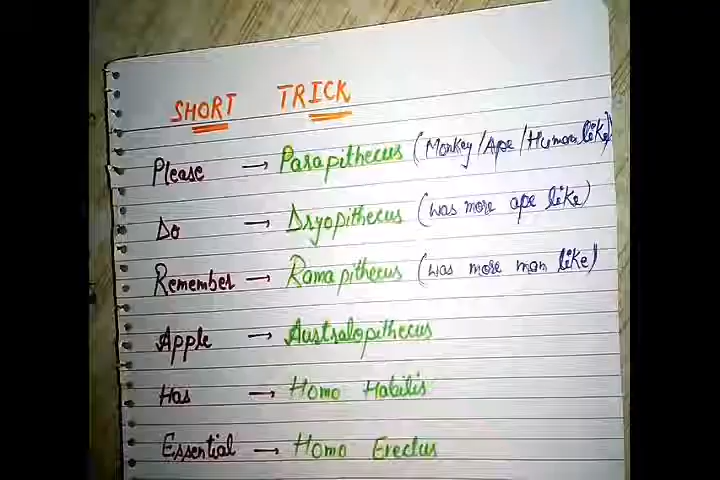 SHORT TRICK
Please → Parapithecus (Monkey/Ape/Human like)
Do → Dryopithecus (was more ape like)
Remember → Ramapithecus (was more man like)
Apple → Australopithecus
Has → Homo Habilis
Essential → Homo Erectus